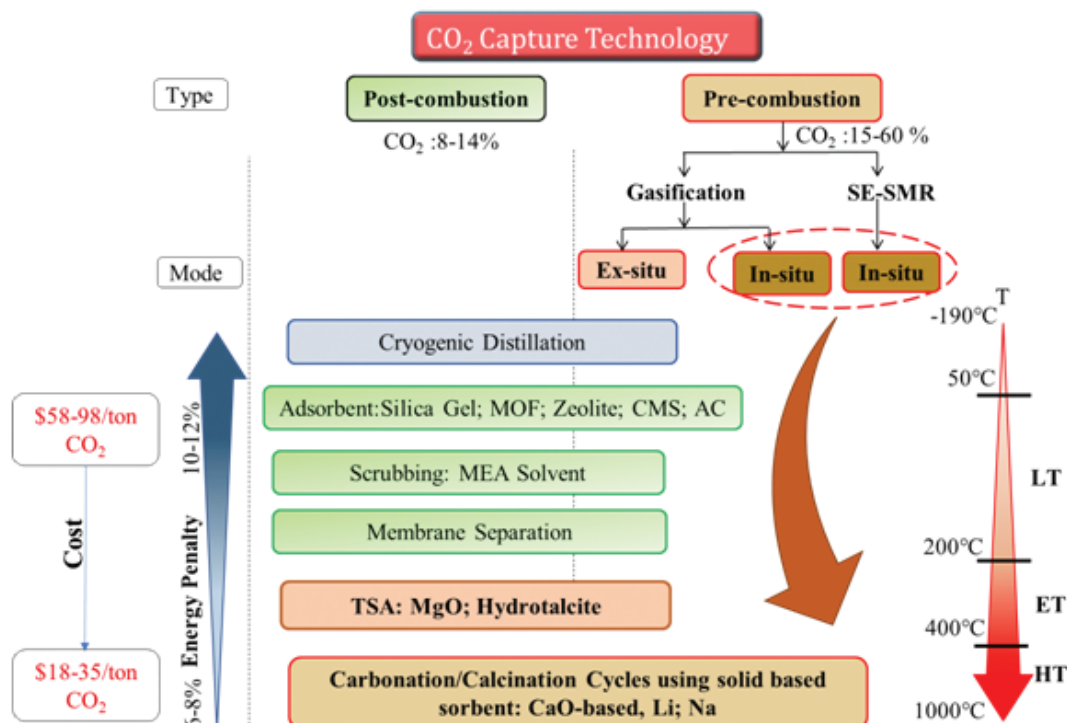 CO₂ Capture Technology
Type
Post-combustion
Pre-combustion
CO₂ :8-14%
CO₂ :15-60 %
Gasification
SE-SMR
Mode
Ex-situ
In-situ
In-situ
T
-190℃
Cryogenic Distillation
50℃
Adsorbent:Silica Gel; MOF; Zeolite; CMS; AC
$58-98/ton
CO₂
10-12%
Scrubbing: MEA Solvent
LT
Membrane Separation
Cost
Energy Penalty
200℃
TSA: MgO; Hydrotalcite
ET
400℃
HT
$18-35/ton
CO₂
Carbonation/Calcination Cycles using solid based
sorbent: CaO-based, Li; Na
1000℃